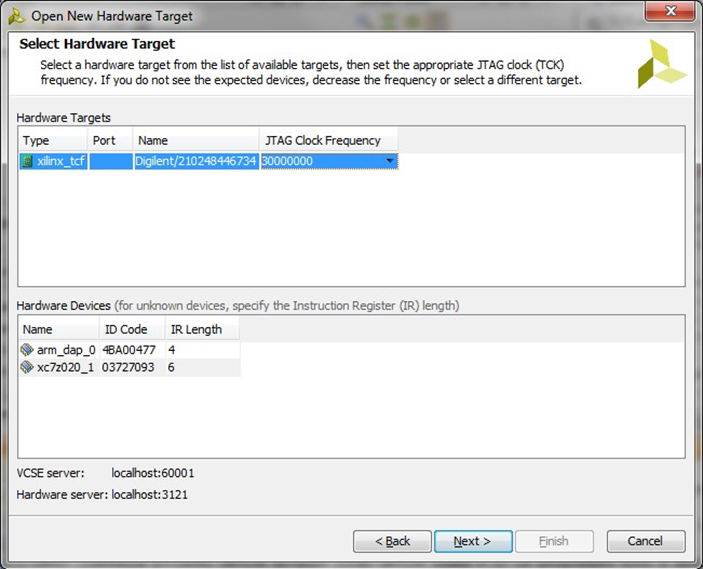 Open New Hardware Target
Select Hardware Target
Select a hardware target from the list of available targets, then set the appropriate JTAG clock (TCK)
frequency. If you do not see the expected devices, decrease the frequency or select a different target.
Hardware Targets
Type Port Name JTAG Clock Frequency
xilinx_tcf Digilent/210248446734 30000000
Hardware Devices (for unknown devices, specify the Instruction Register (IR) length)
Name ID Code IR Length
arm_dap_0 4BA00477 4
xc7z020_1 03727093 6
VCSE server: localhost:60001
Hardware server: localhost:3121
< Back Next > Finish Cancel